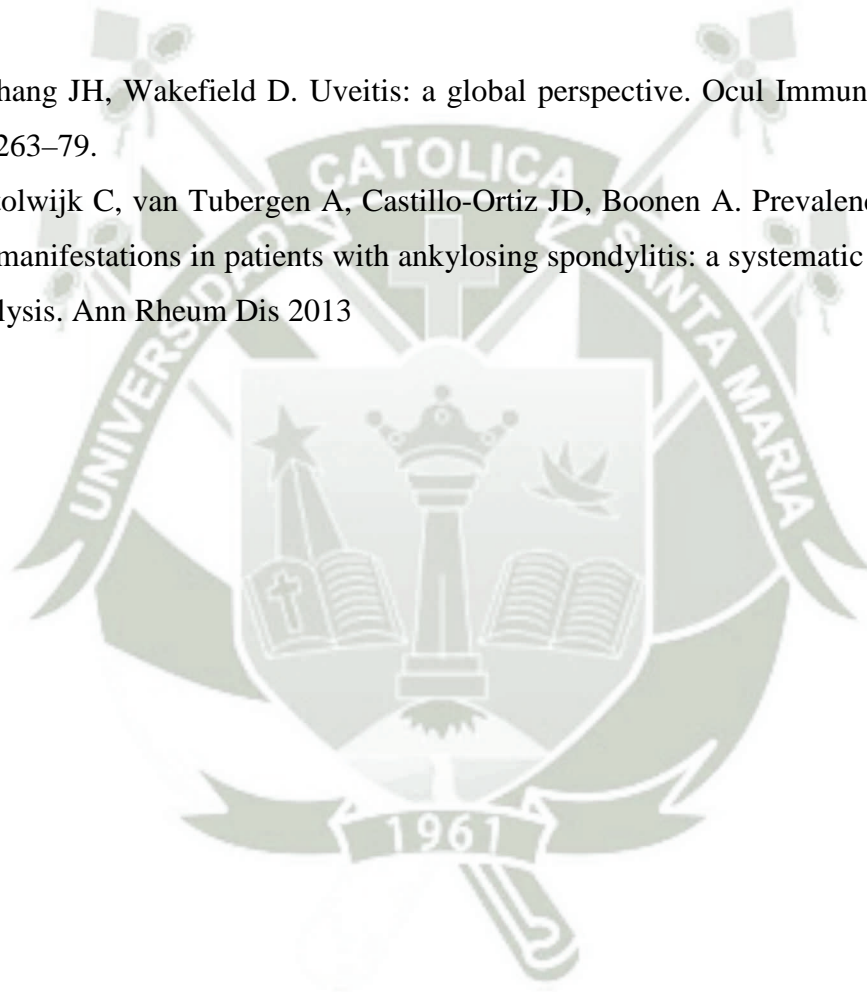 hang JH, Wakefield D. Uveitis: a global perspective. Ocul Immun
263–79.
tolwijk C, van Tubergen A, Castillo-Ortiz JD, Boonen A. Prevalenc
manifestations in patients with ankylosing spondylitis: a systematic
lysis. Ann Rheum Dis 2013
UNIVERSIDAD CATOLICA SANTA MARIA
1961